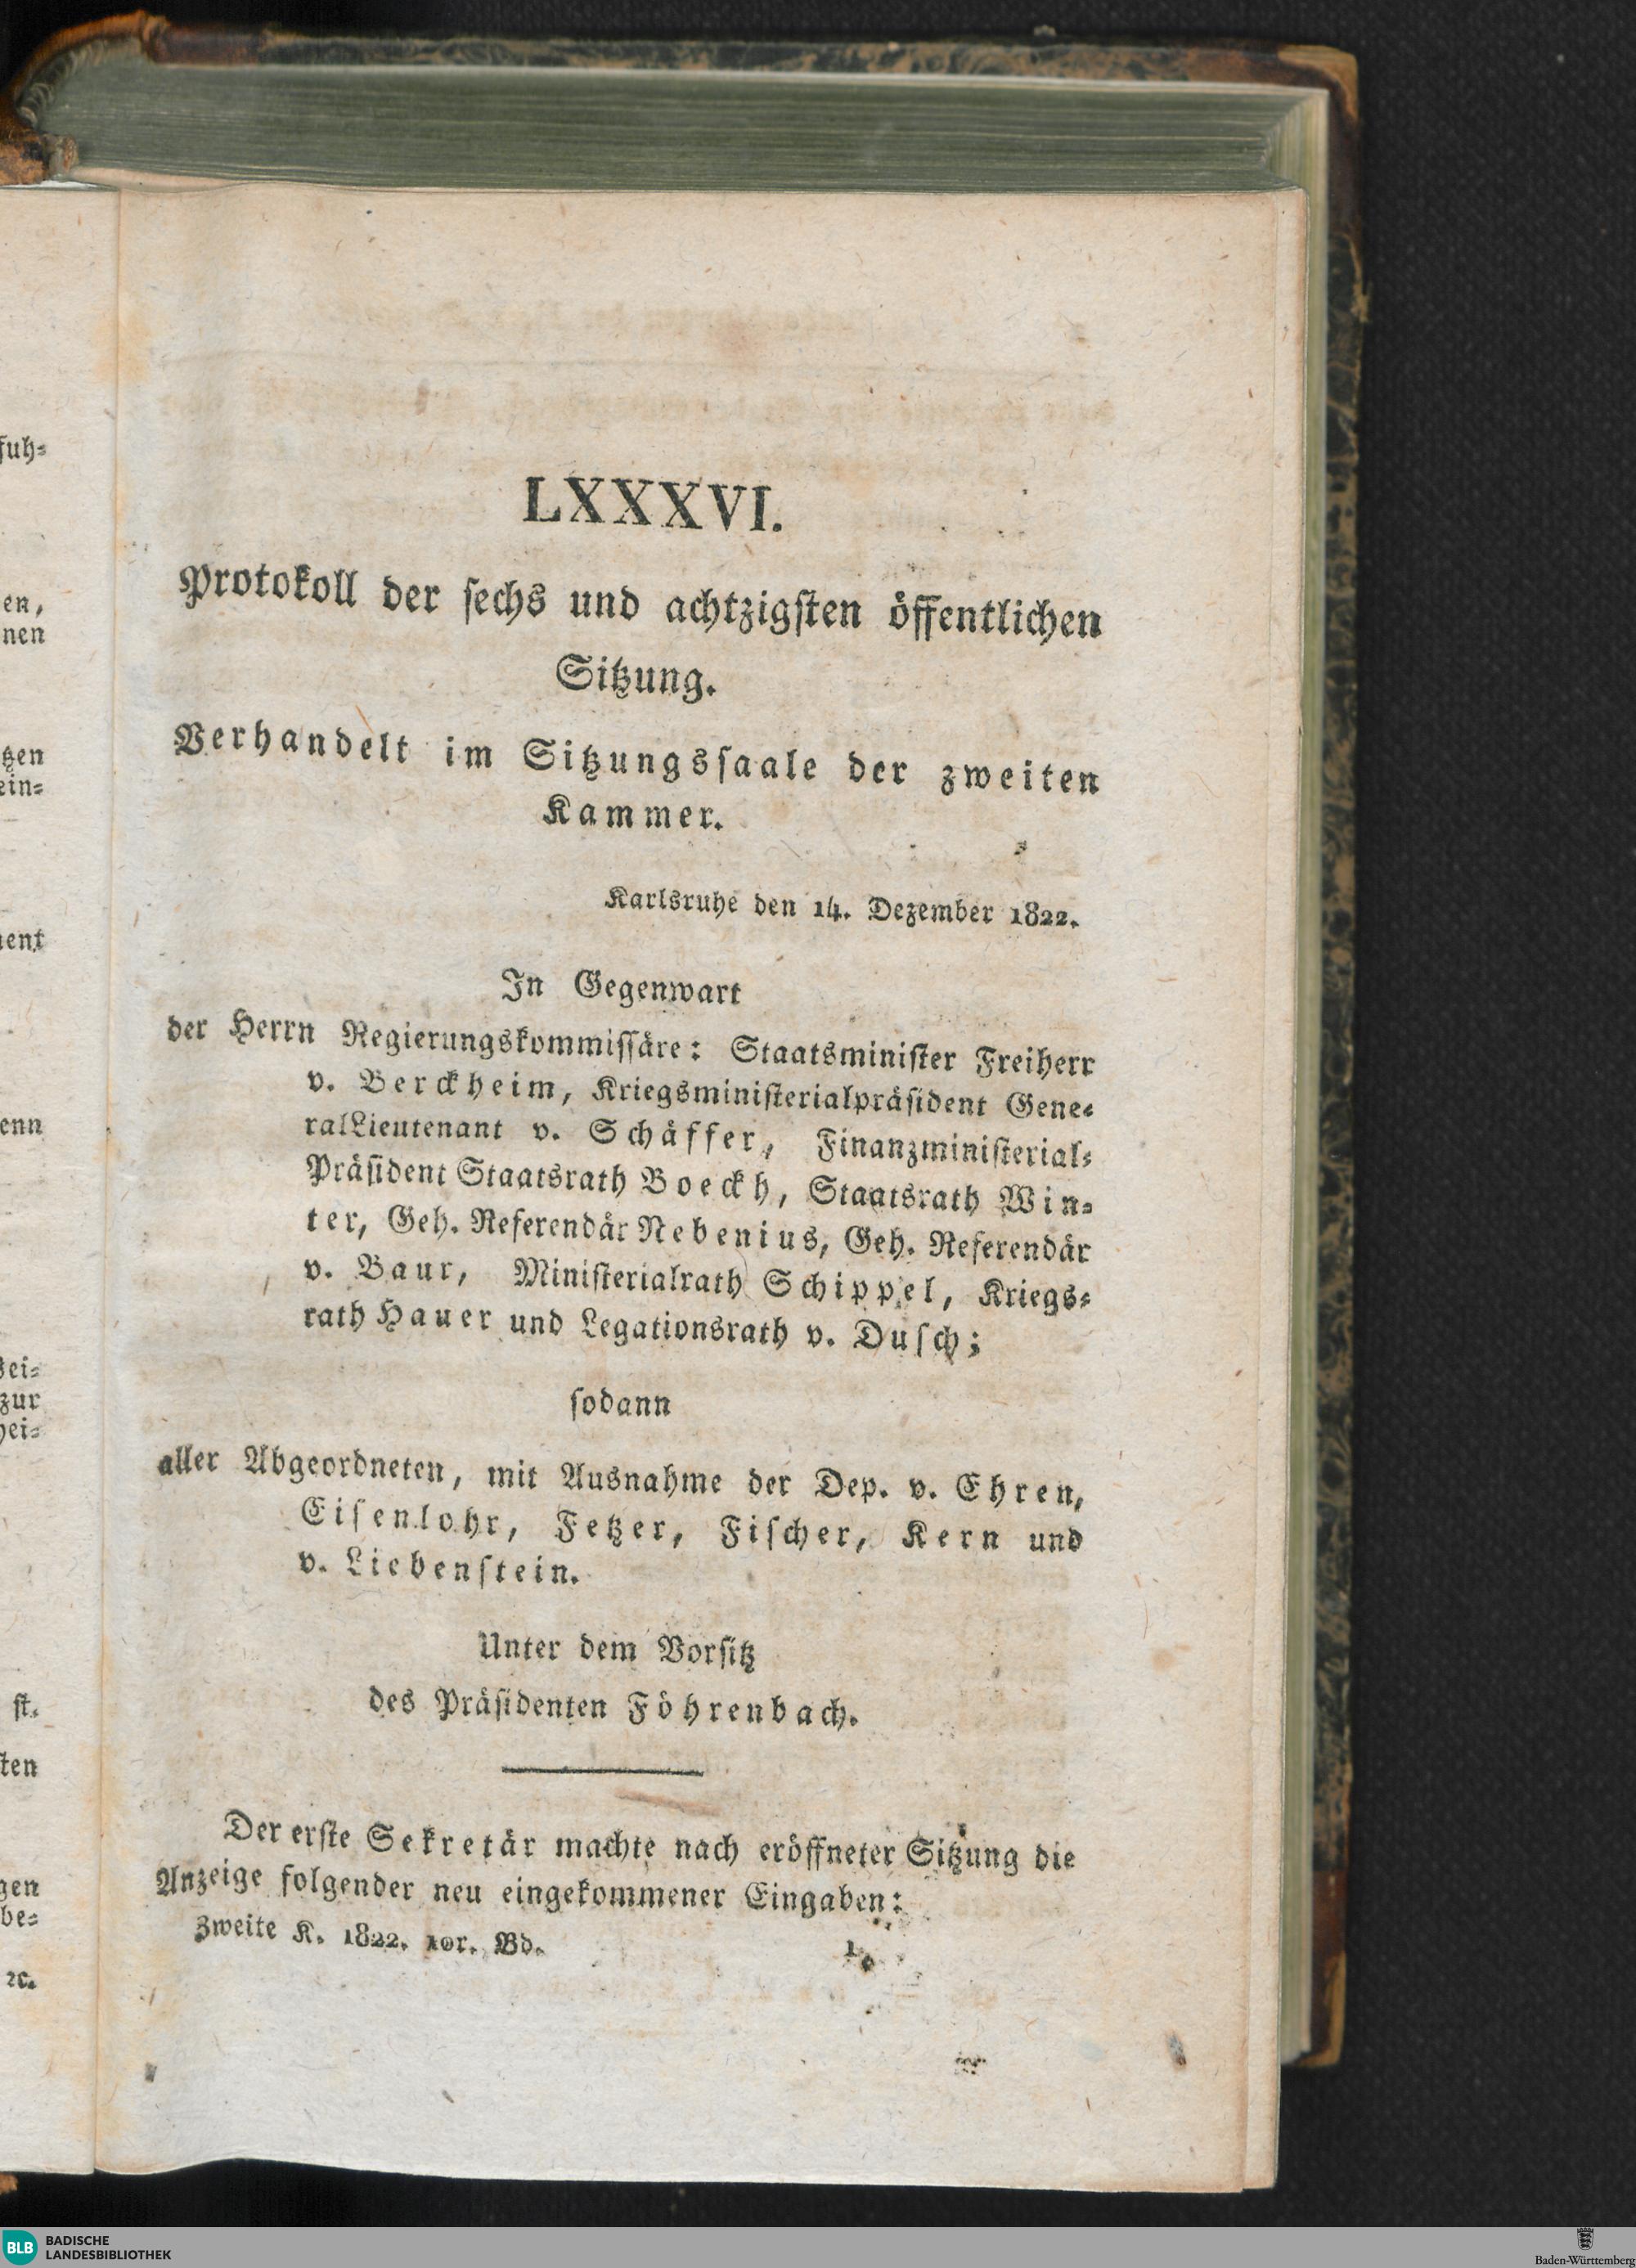 LXXXVI.
Protokoll der sechs und achtzigsten öffentlichen
Sitzung.
Verhandelt im Sitzungssaale der zweiten
Kammer.
Karlsruhe den 14. Dezember 1822.
In Gegenwart
der Herrn Regierungskommissäre: Staatsminister Freiherr
v. Berckheim, Kriegsministerialpräsident Gene-
ralLieutenant v. Schäffer, Finanzministerial-
Präsident Staatsrath Boeckh, Staatsrath Win-
ter, Geh. Referendär Nebenius, Geh. Referendär
v. Baur, Ministerialrath Schippel, Kriegs-
rath Hauer und Legationsrath v. Dusch;
sodann
aller Abgeordneten, mit Ausnahme der Dep. v. Ehren,
Eisenlohr, Fetzer, Fischer, Kern und
v. Liebenstein.
Unter dem Vorsitz
des Präsidenten Föhrenbach.
Der erste Sekretär machte nach eröffneter Sitzung die
Anzeige folgender neu eingekommener Eingaben:
Zweite K. 1822. 10r. Bd. 1.
BLB BADISCHE
LANDESBIBLIOTHEK
Baden-Württemberg